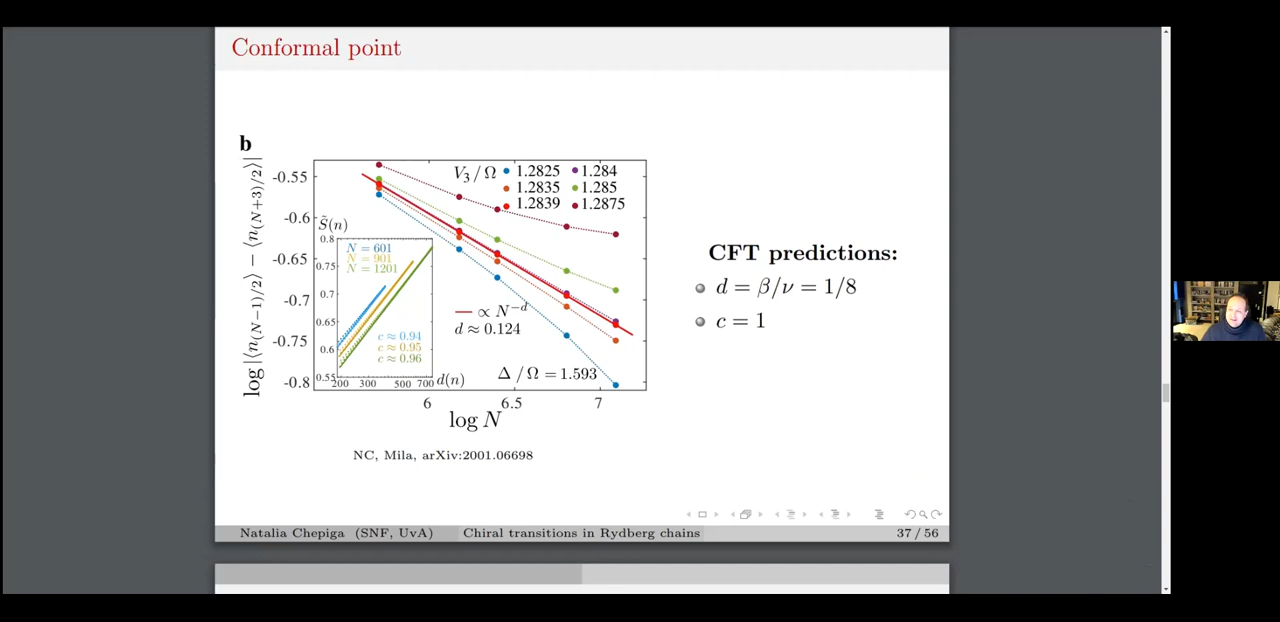 Conformal point
b
log|⟨n(N−1)/2⟩ − ⟨n(N+3)/2⟩|
-0.55
-0.6
-0.65
-0.7
-0.75
-0.8
V₃/Ω
1.2825
1.284
1.2835
1.285
1.2839
1.2875
S̃(n)
0.8
0.75
0.7
0.65
0.6
0.55
N = 601
N = 901
N = 1201
c ≈ 0.94
c ≈ 0.95
c ≈ 0.96
200 300 500 700 d(n)
∝ N⁻ᵈ
d ≈ 0.124
Δ / Ω = 1.593
6 6.5 7
log N
NC, Mila, arXiv:2001.06698
CFT predictions:
d = β/ν = 1/8
c = 1
Natalia Chepiga (SNF, UvA) Chiral transitions in Rydberg chains 37 / 56